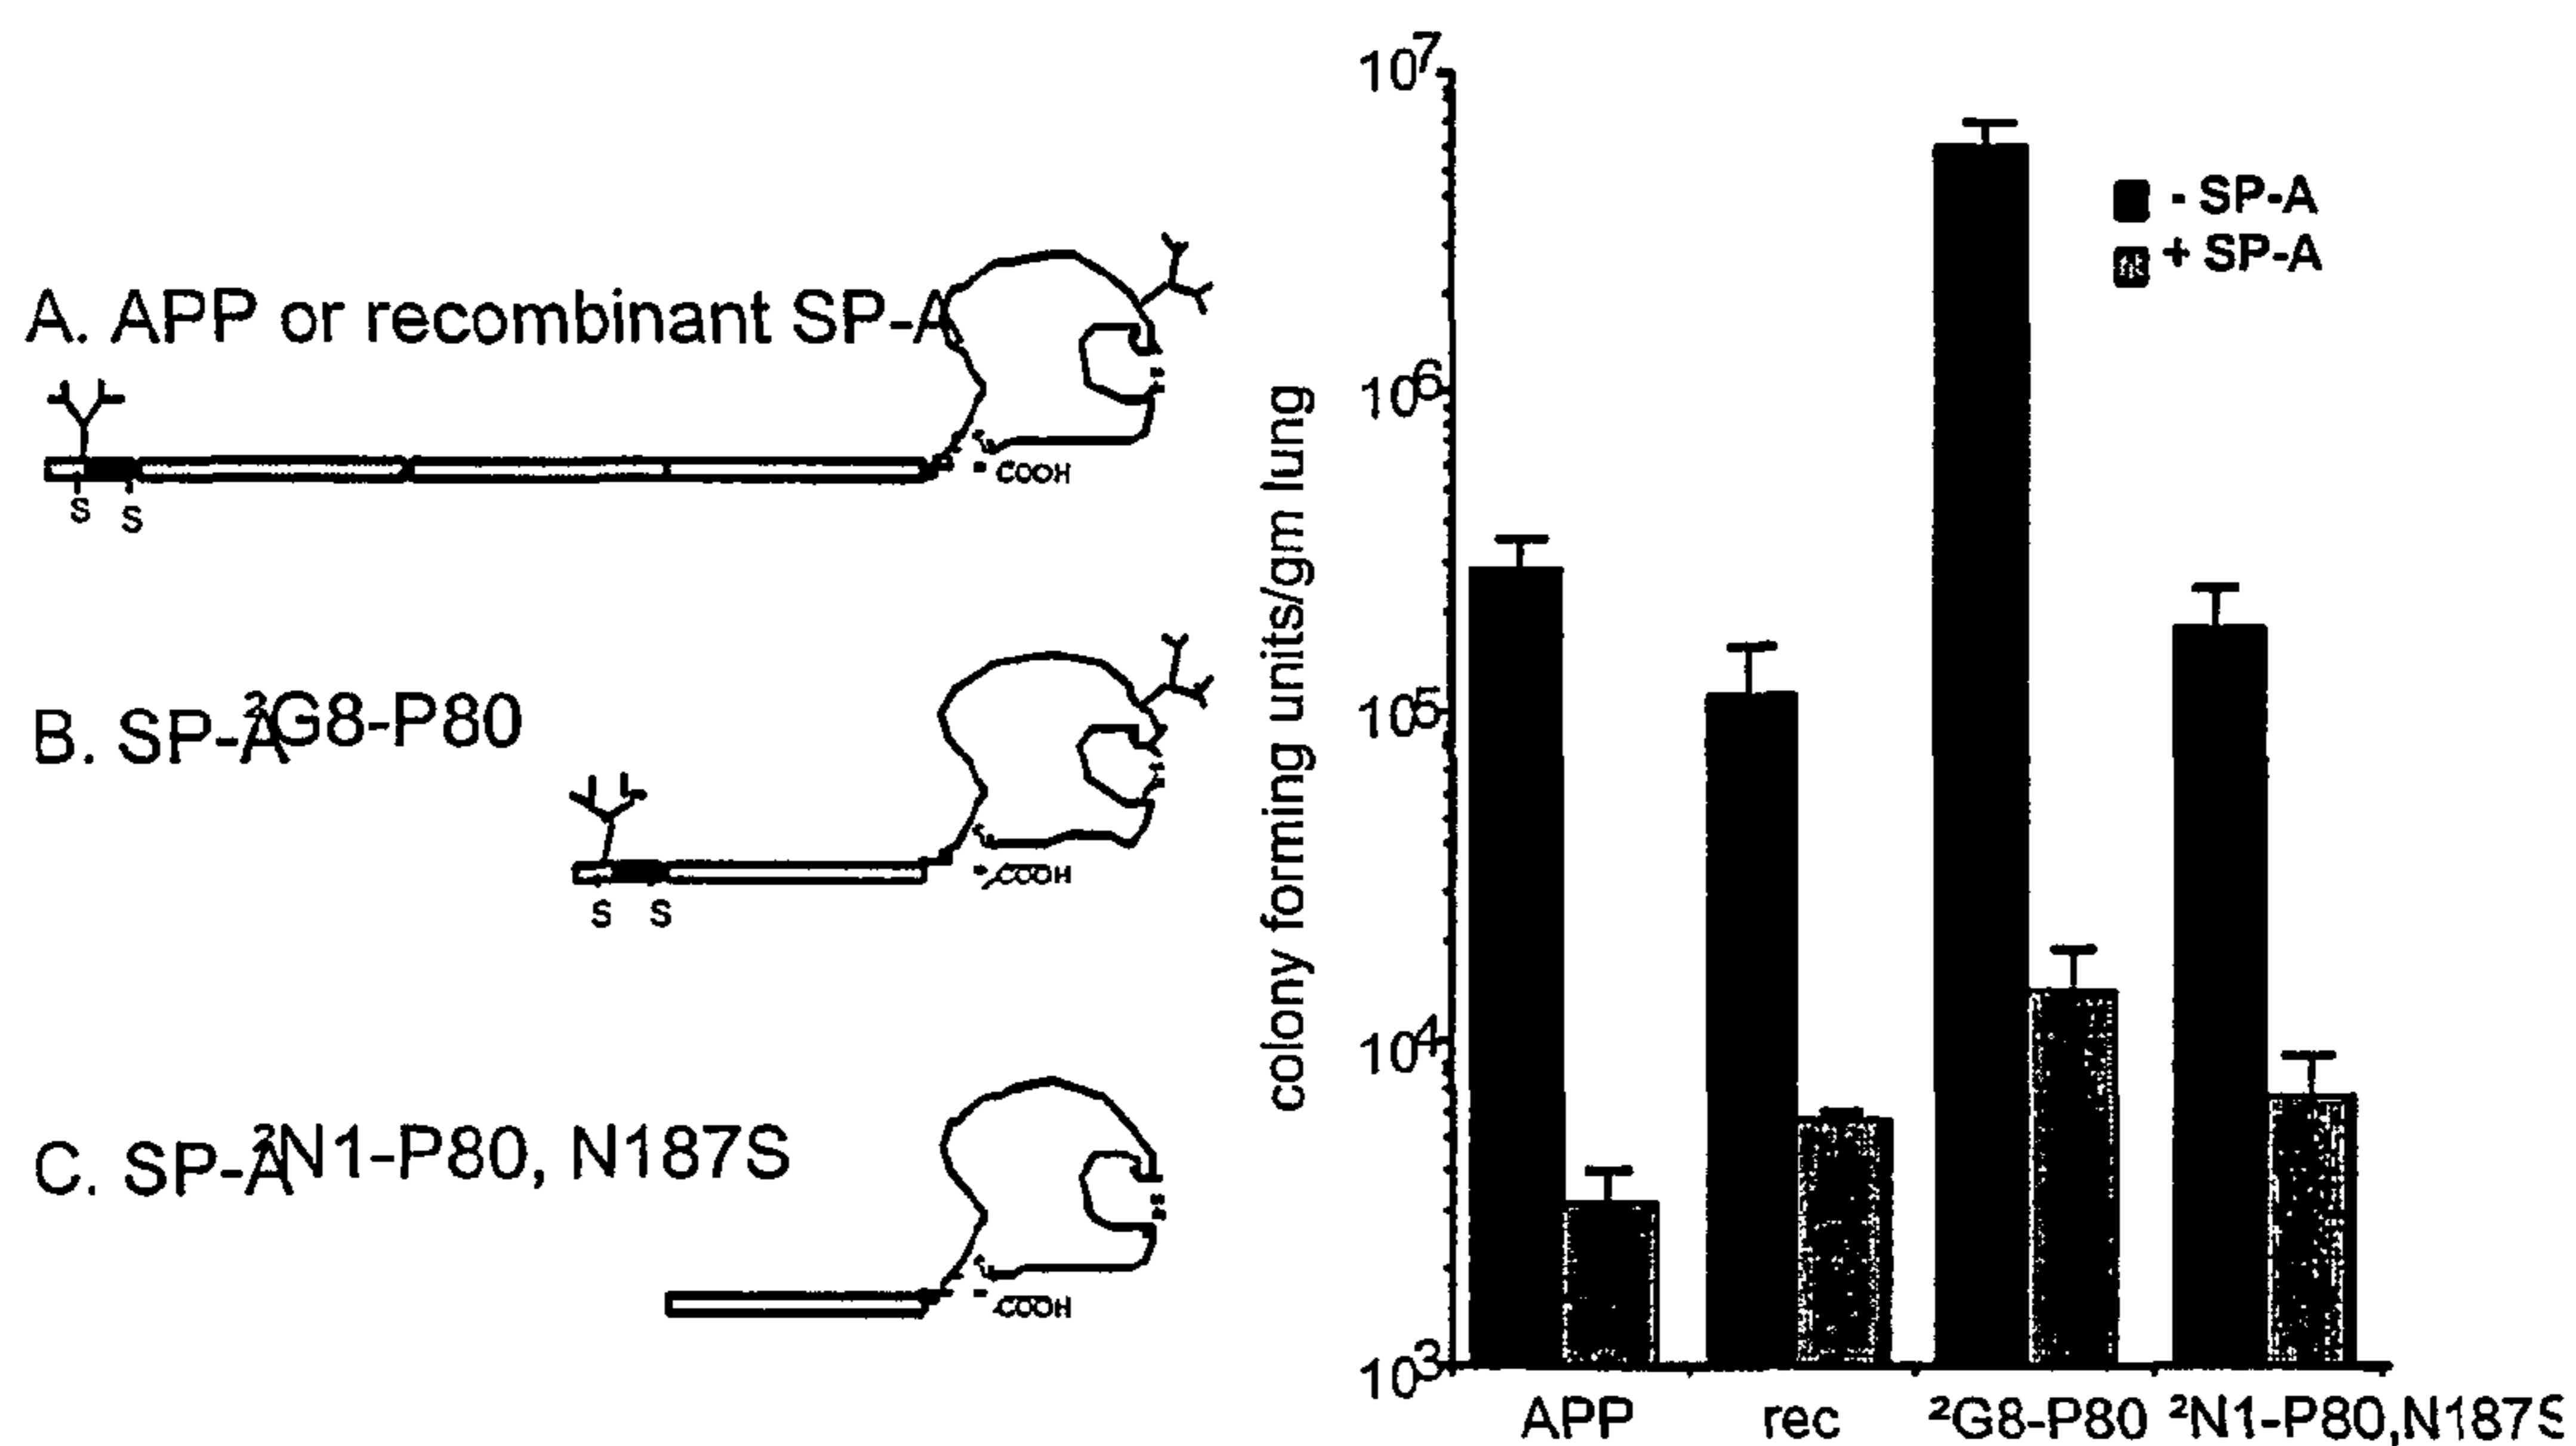 A. APP or recombinant SP-A
S S
COOH
B. SP-A²G8-P80
S S
COOH
C. SP-A²N1-P80, N187S
COOH
colony forming units/gm lung
10⁷
10⁶
10⁵
10⁴
10³
- SP-A
+ SP-A
APP rec ²G8-P80 ²N1-P80,N187S